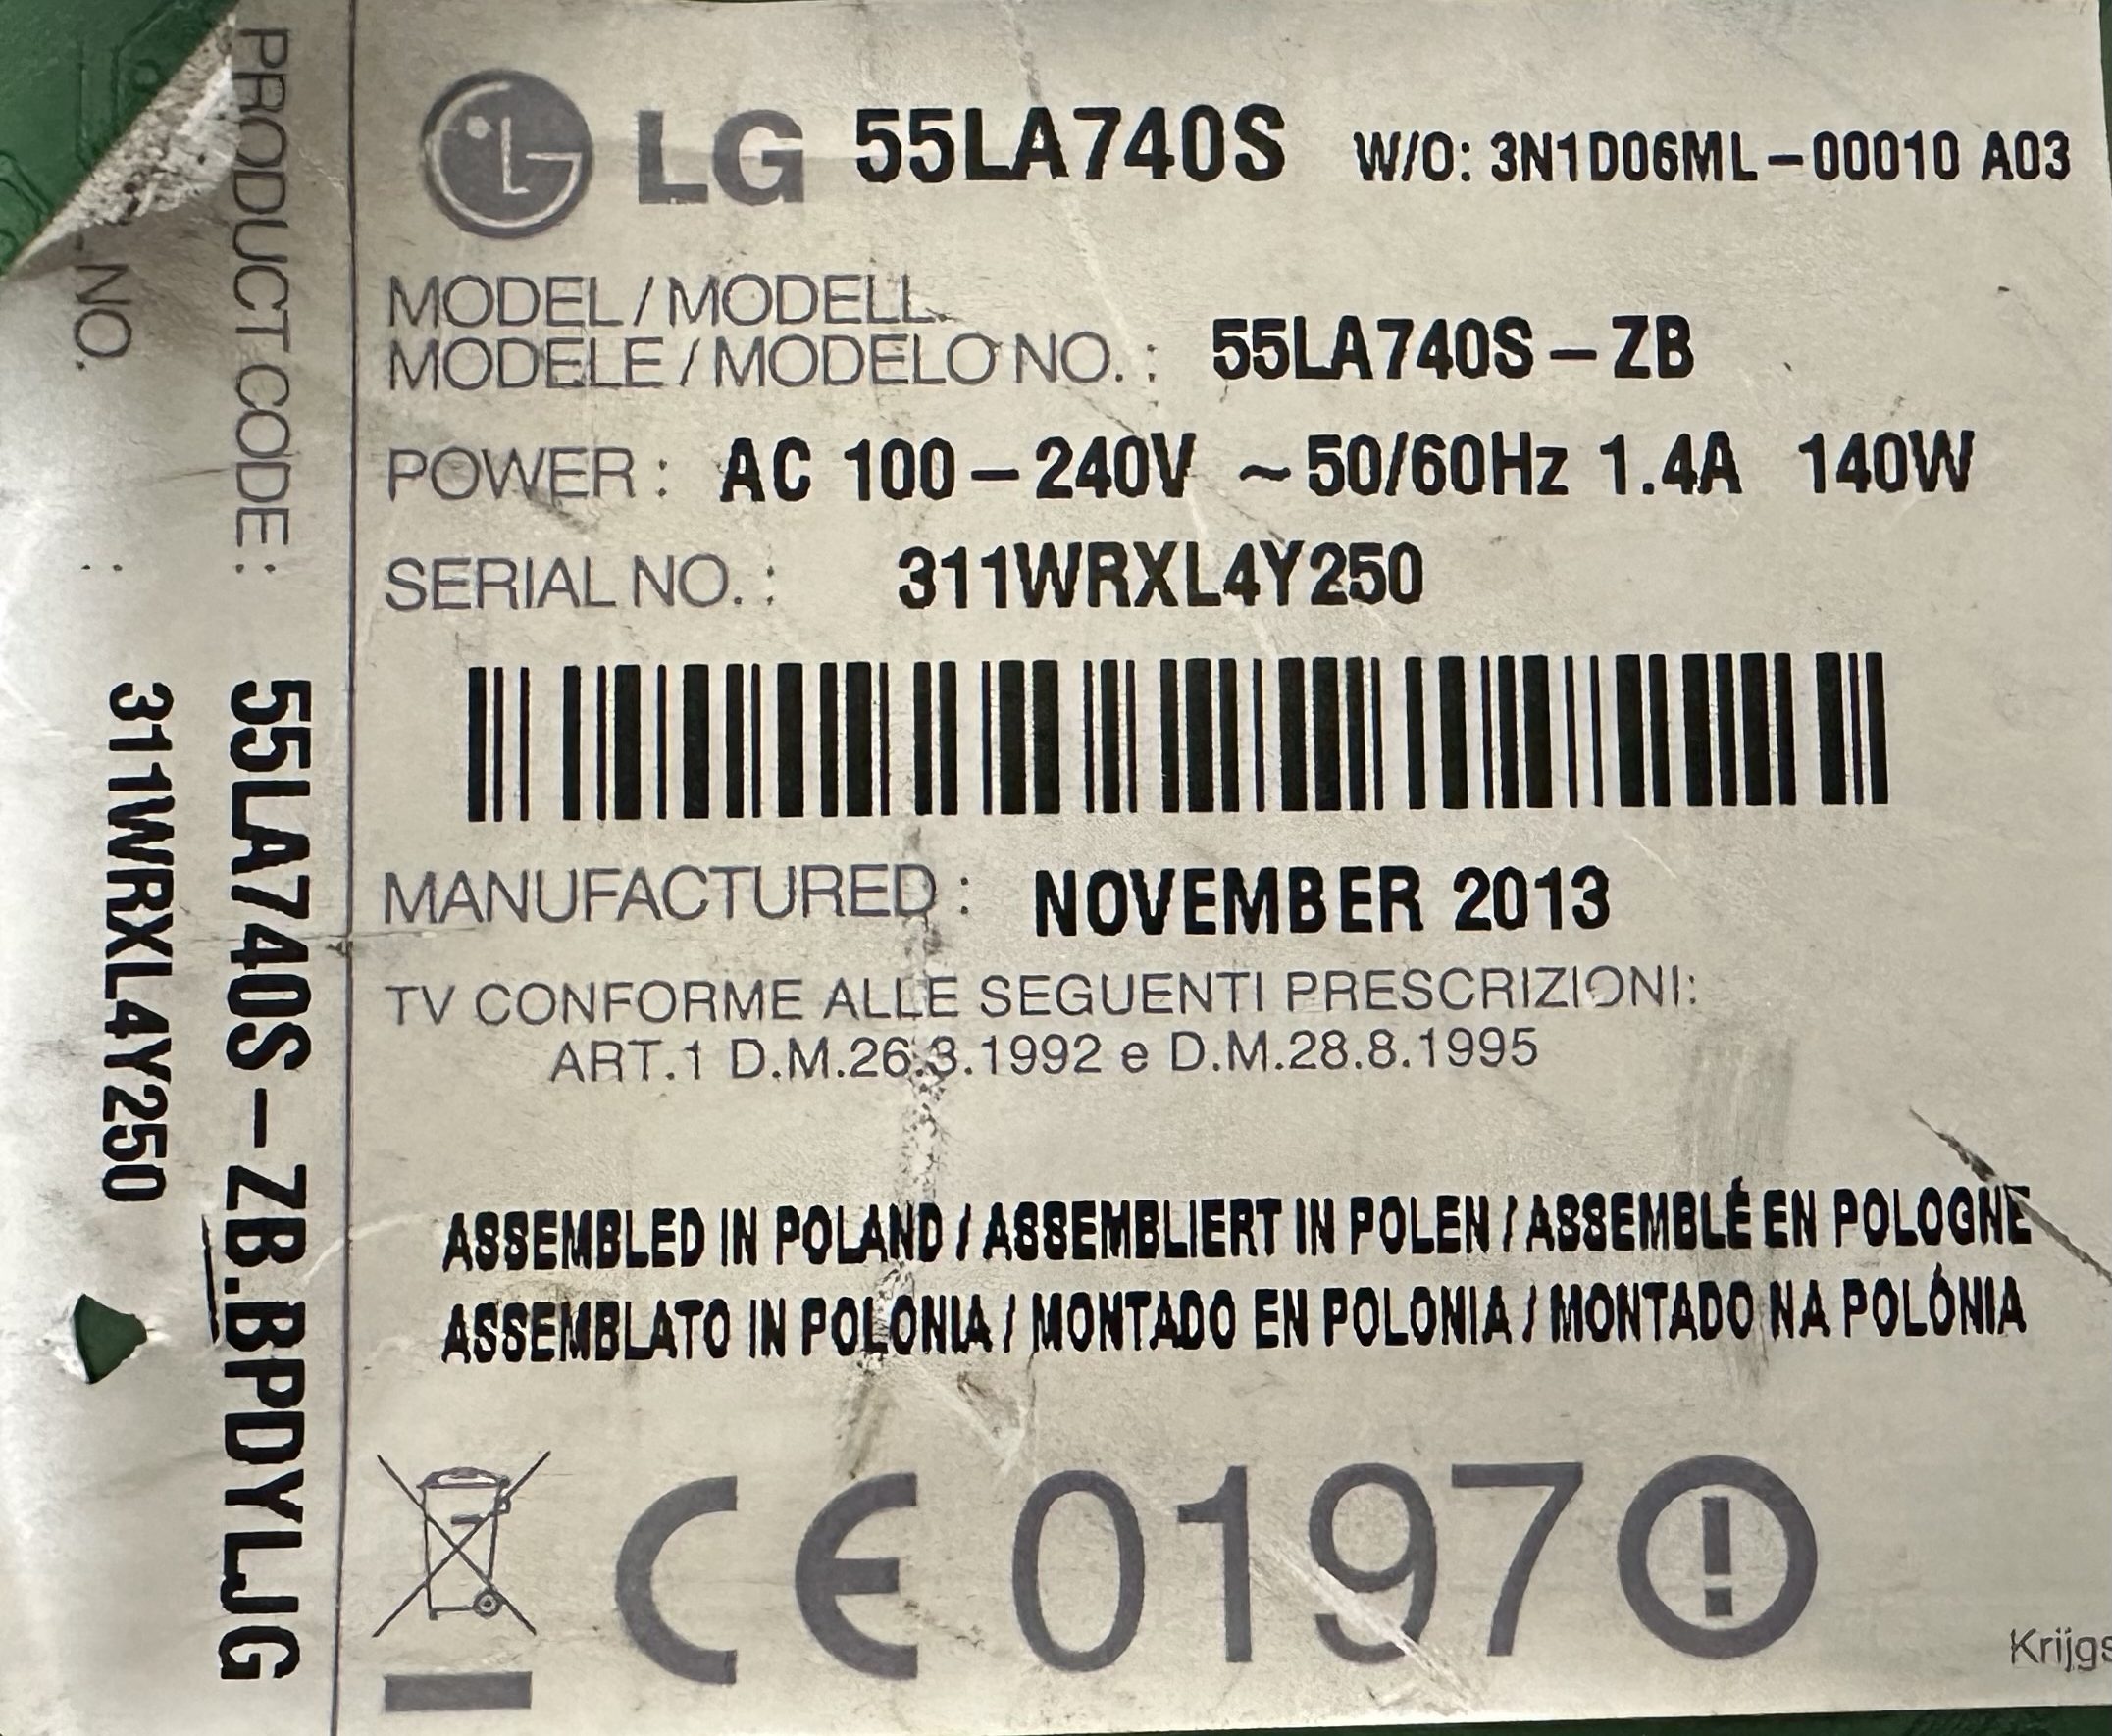 LG 55LA740S W/O: 3N1D06ML-00010 A03
MODEL/MODELL
MODELE/MODELO NO. : 55LA740S-ZB
POWER : AC 100-240V ~50/60Hz 1.4A 140W
SERIAL NO. : 311WRXL4Y250
MANUFACTURED : NOVEMBER 2013
TV CONFORME ALLE SEGUENTI PRESCRIZIONI:
ART.1 D.M.26.3.1992 e D.M.28.8.1995
ASSEMBLED IN POLAND / ASSEMBLIERT IN POLEN / ASSEMBLÉ EN POLOGNE
ASSEMBLATO IN POLONIA / MONTADO EN POLONIA / MONTADO NA POLÓNIA
CE 0197
PRODUCT CODE : 55LA740S-ZB.BPDYLJG
NO. : 311WRXL4Y250